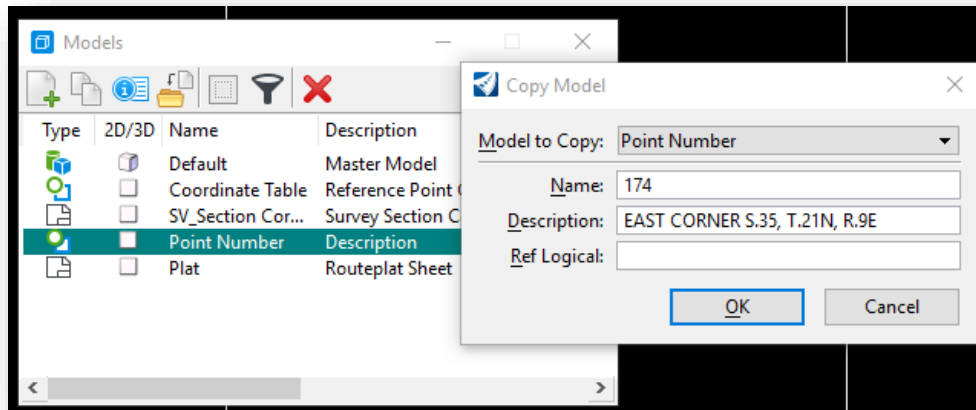 Models
Type 2D/3D Name Description
Default Master Model
Coordinate Table Reference Point
SV_Section Cor... Survey Section C
Point Number Description
Plat Routeplat Sheet
Copy Model
Model to Copy: Point Number
Name: 174
Description: EAST CORNER S.35, T.21N, R.9E
Ref Logical:
OK Cancel